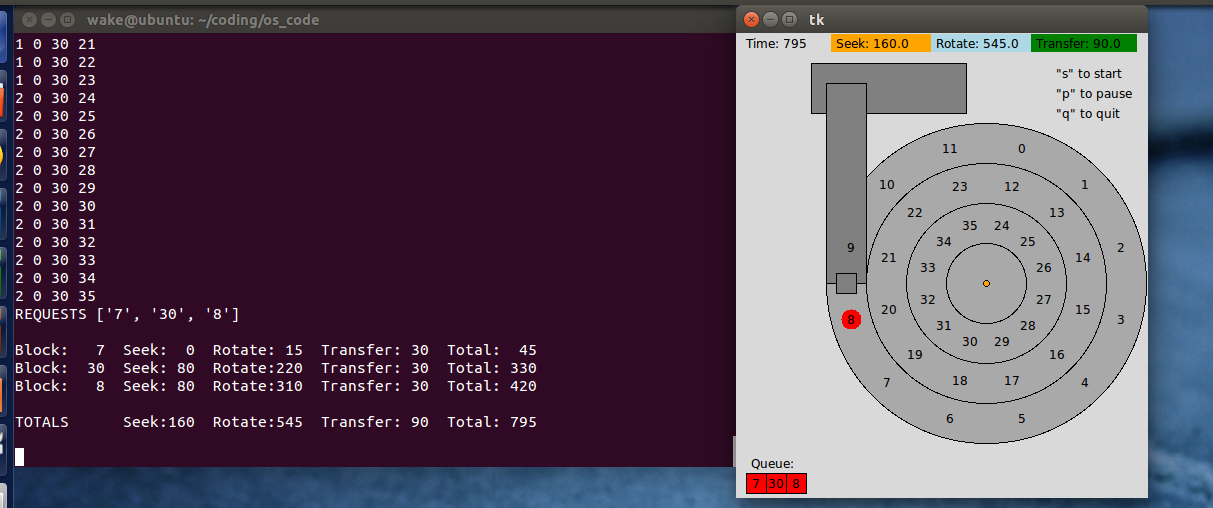 wake@ubuntu: ~/coding/os_code
1 0 30 21
1 0 30 22
1 0 30 23
2 0 30 24
2 0 30 25
2 0 30 26
2 0 30 27
2 0 30 28
2 0 30 29
2 0 30 30
2 0 30 31
2 0 30 32
2 0 30 33
2 0 30 34
2 0 30 35
REQUESTS ['7', '30', '8']
Block:   7  Seek:  0  Rotate: 15  Transfer: 30  Total:  45
Block:  30  Seek: 80  Rotate:220  Transfer: 30  Total: 330
Block:   8  Seek: 80  Rotate:310  Transfer: 30  Total: 420
TOTALS      Seek:160  Rotate:545  Transfer: 90  Total: 795
tk
Time: 795 Seek: 160.0 Rotate: 545.0 Transfer: 90.0
"s" to start
"p" to pause
"q" to quit
11 0
10 1
23 12
22 13
35 24
34 25
9 2
21 14
33 26
32 27
8 3
20 15
31 28
30 29
19 16
7 4
18 17
6 5
Queue:
7 30 8